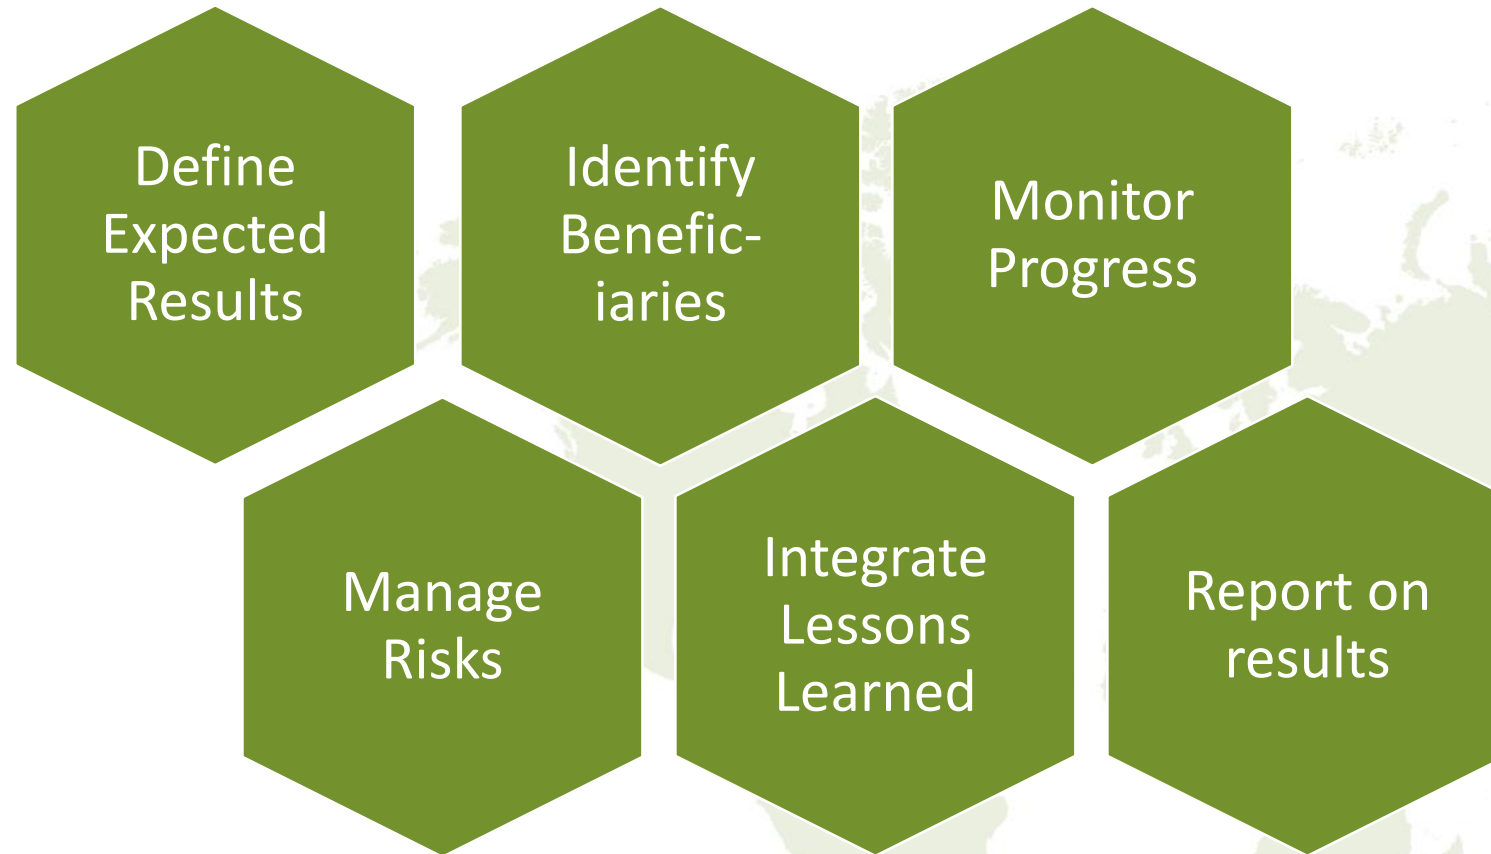 Define
Expected
Results
Identify
Benefic-
iaries
Monitor
Progress
Manage
Risks
Integrate
Lessons
Learned
Report on
results